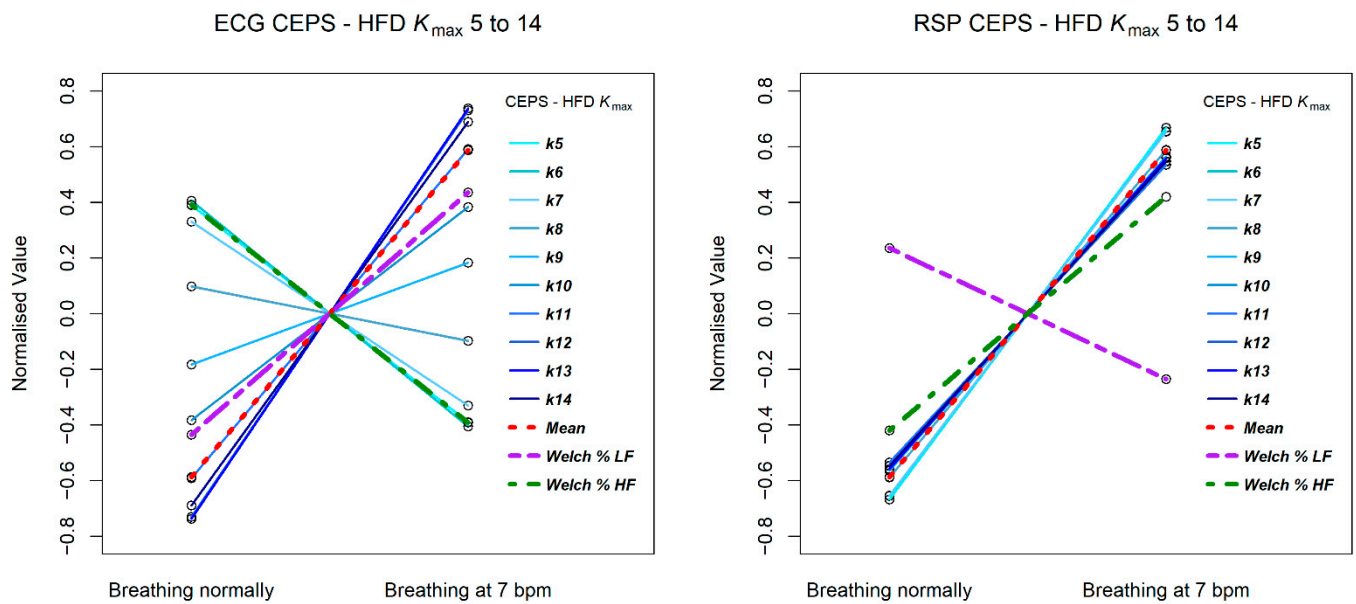 ECG CEPS - HFD Kmax 5 to 14
Normalised Value
0.8
0.6
0.4
0.2
0.0
−0.2
−0.4
−0.6
−0.8
CEPS - HFD Kmax
k5
k6
k7
k8
k9
k10
k11
k12
k13
k14
Mean
Welch % LF
Welch % HF
Breathing normally
Breathing at 7 bpm
RSP CEPS - HFD Kmax 5 to 14
Normalised Value
0.8
0.6
0.4
0.2
0.0
−0.2
−0.4
−0.6
−0.8
CEPS - HFD Kmax
k5
k6
k7
k8
k9
k10
k11
k12
k13
k14
Mean
Welch % LF
Welch % HF
Breathing normally
Breathing at 7 bpm